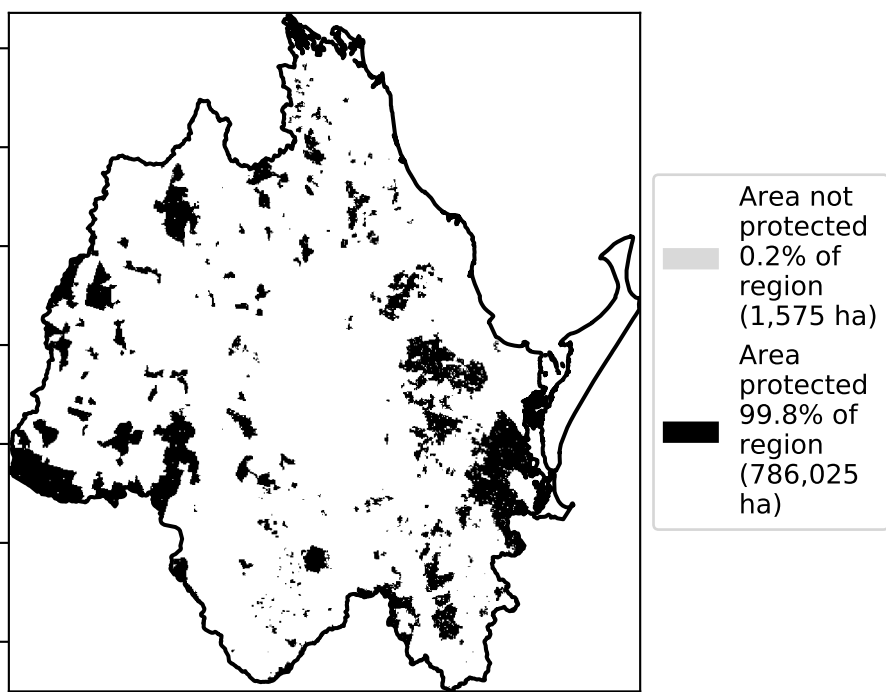 Area not
protected
0.2% of
region
(1,575 ha)
Area
protected
99.8% of
region
(786,025
ha)